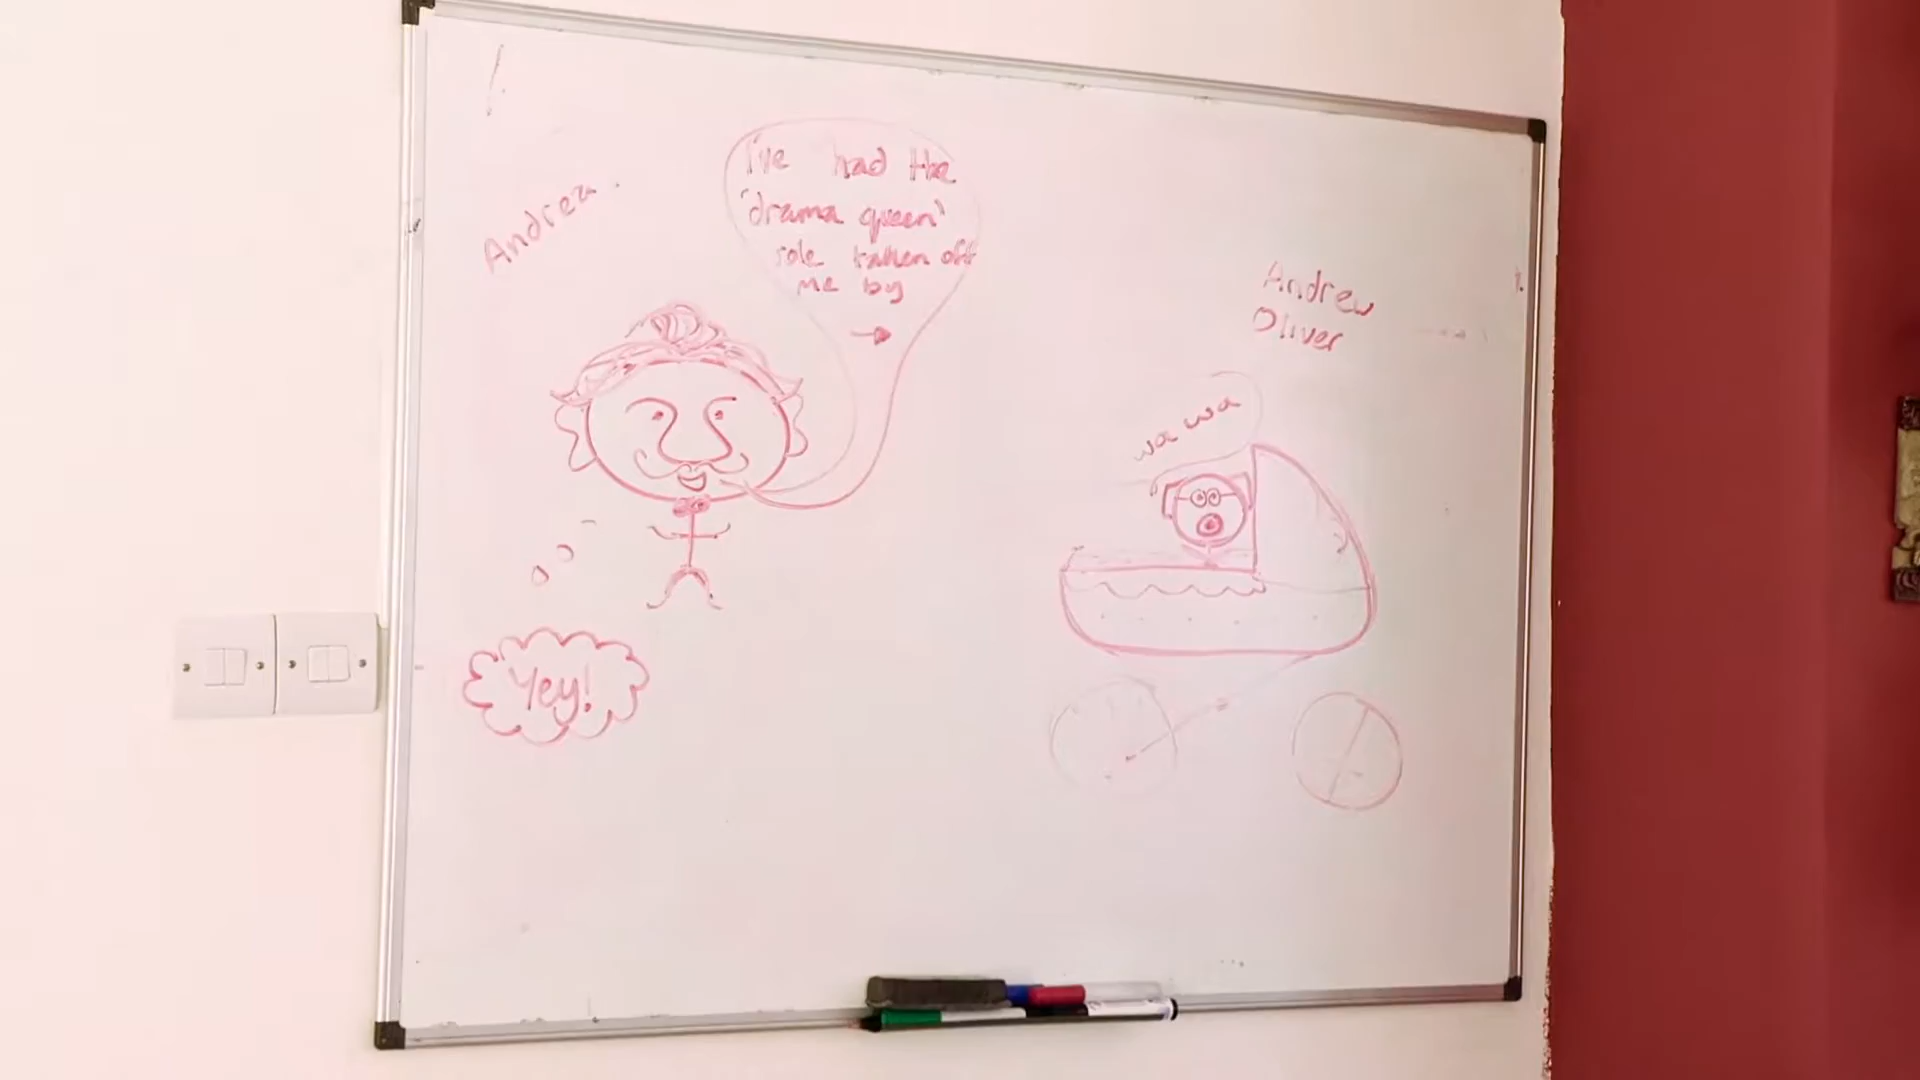 Andrea.
I've had the
'drama queen'
role taken off
me by
→
Andrew
Oliver
wa wa
Yey!